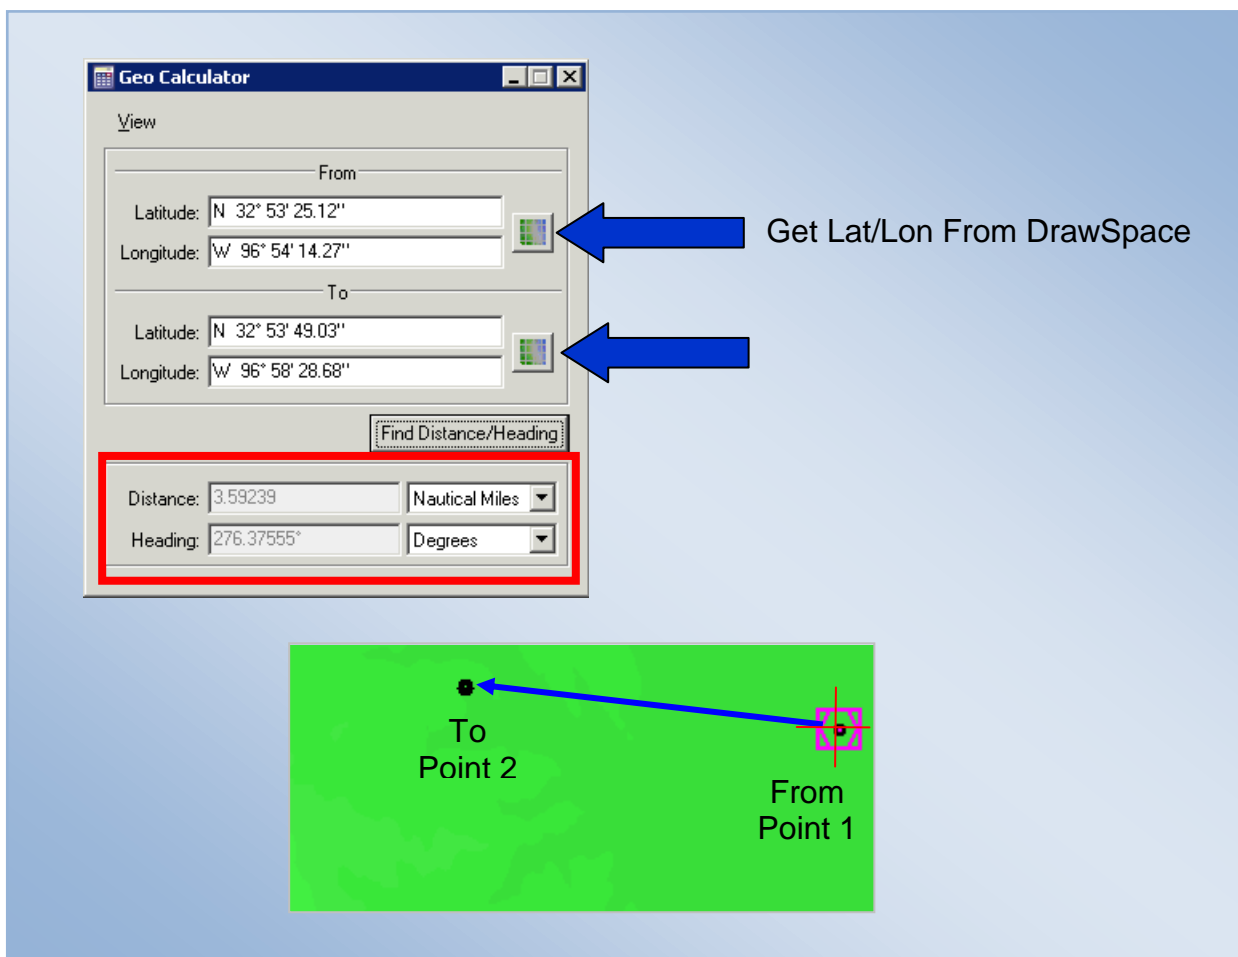 Geo Calculator
View
From
Latitude: N 32° 53' 25.12''
Longitude: W 96° 54' 14.27''
Get Lat/Lon From DrawSpace
To
Latitude: N 32° 53' 49.03''
Longitude: W 96° 58' 28.68''
Find Distance/Heading
Distance: 3.59239 Nautical Miles
Heading: 276.37555° Degrees
To
Point 2
From
Point 1